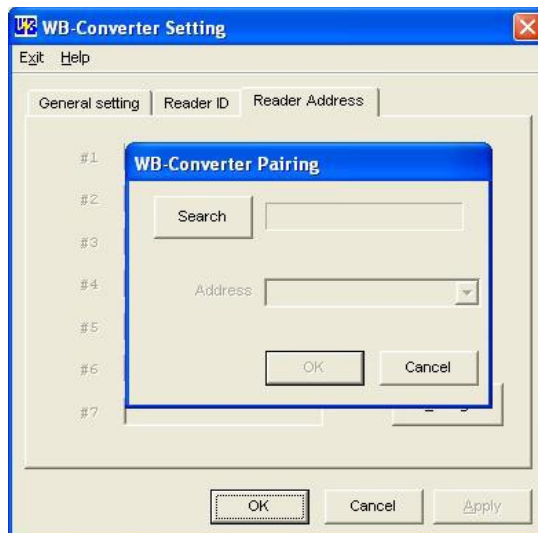 WB-Converter Setting
Exit Help
General setting Reader ID Reader Address
#1
WB-Converter Pairing
#2
Search
#3
#4
Address
#5
#6
OK Cancel
#7
OK Cancel Apply